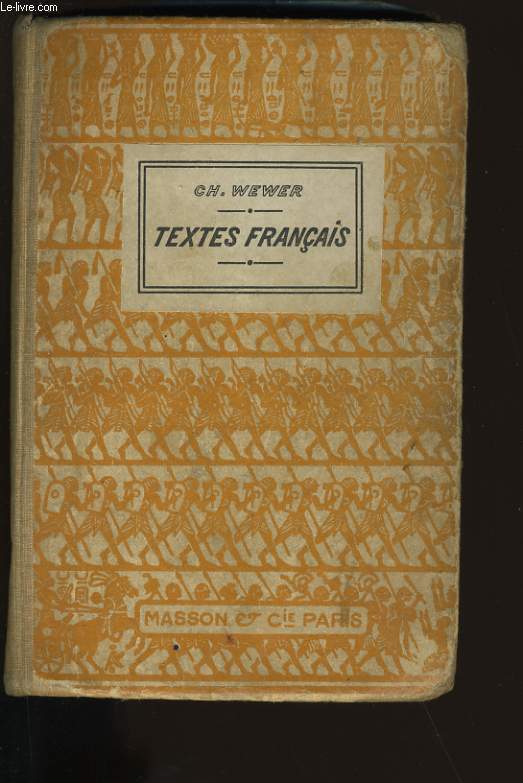 Le-livre.com
CH. WEWER
TEXTES FRANÇAIS
MASSON & CIE PARIS